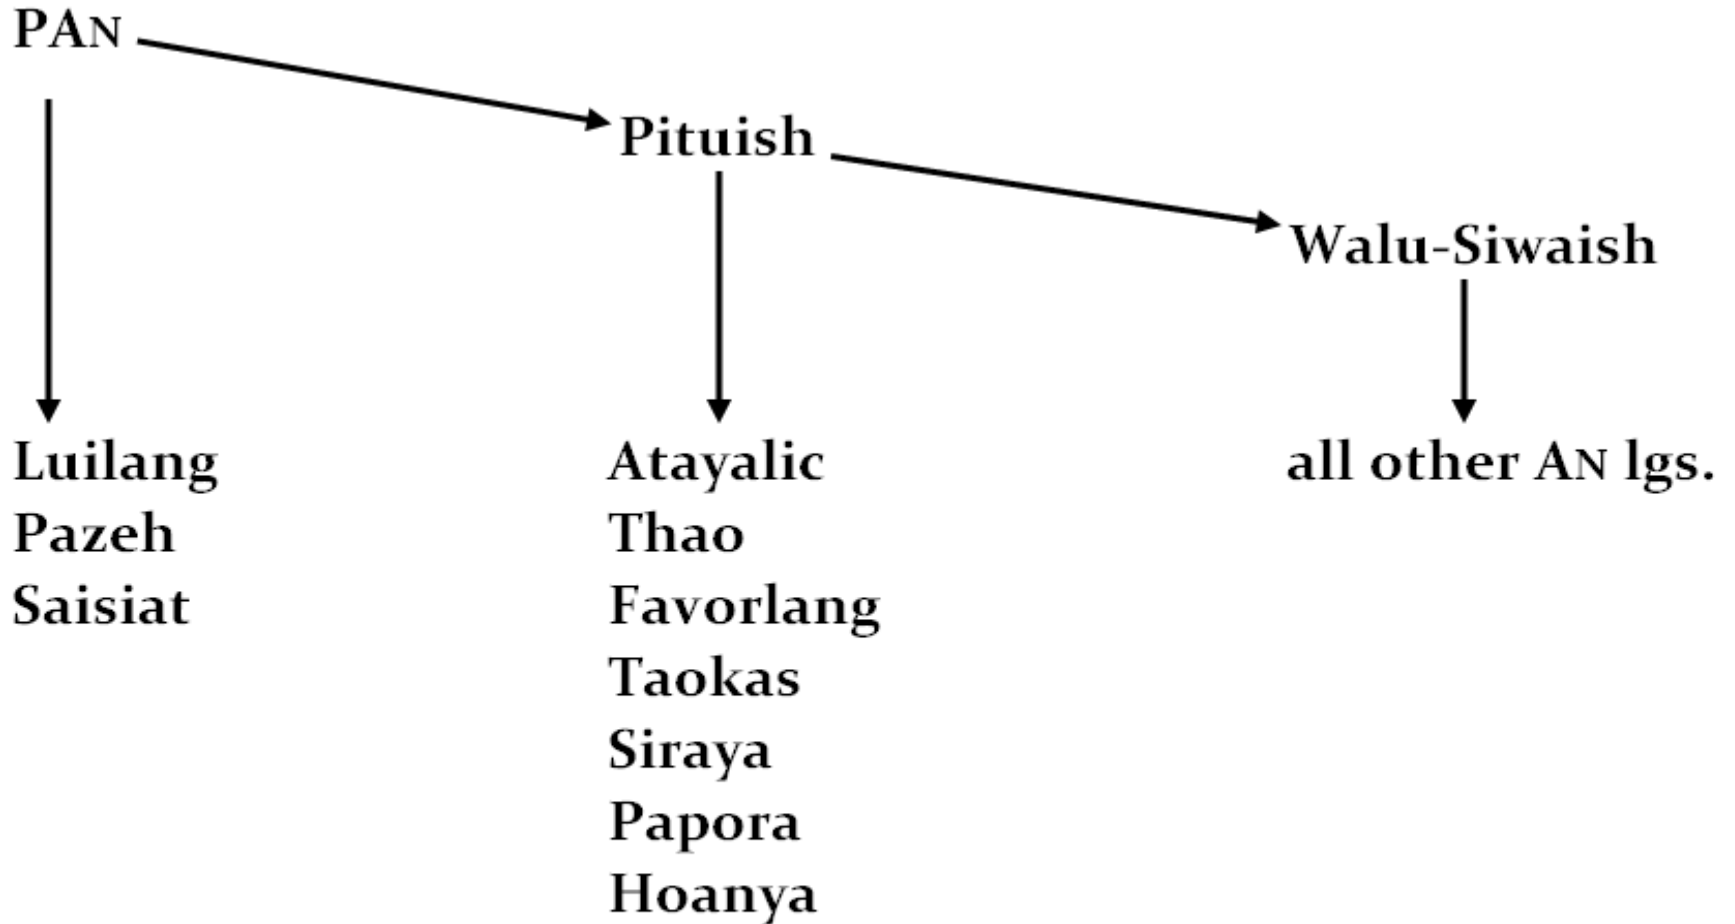 PAN
Pituish
Walu-Siwaish
Luilang
Pazeh
Saisiat
Atayalic
Thao
Favorlang
Taokas
Siraya
Papora
Hoanya
all other AN lgs.